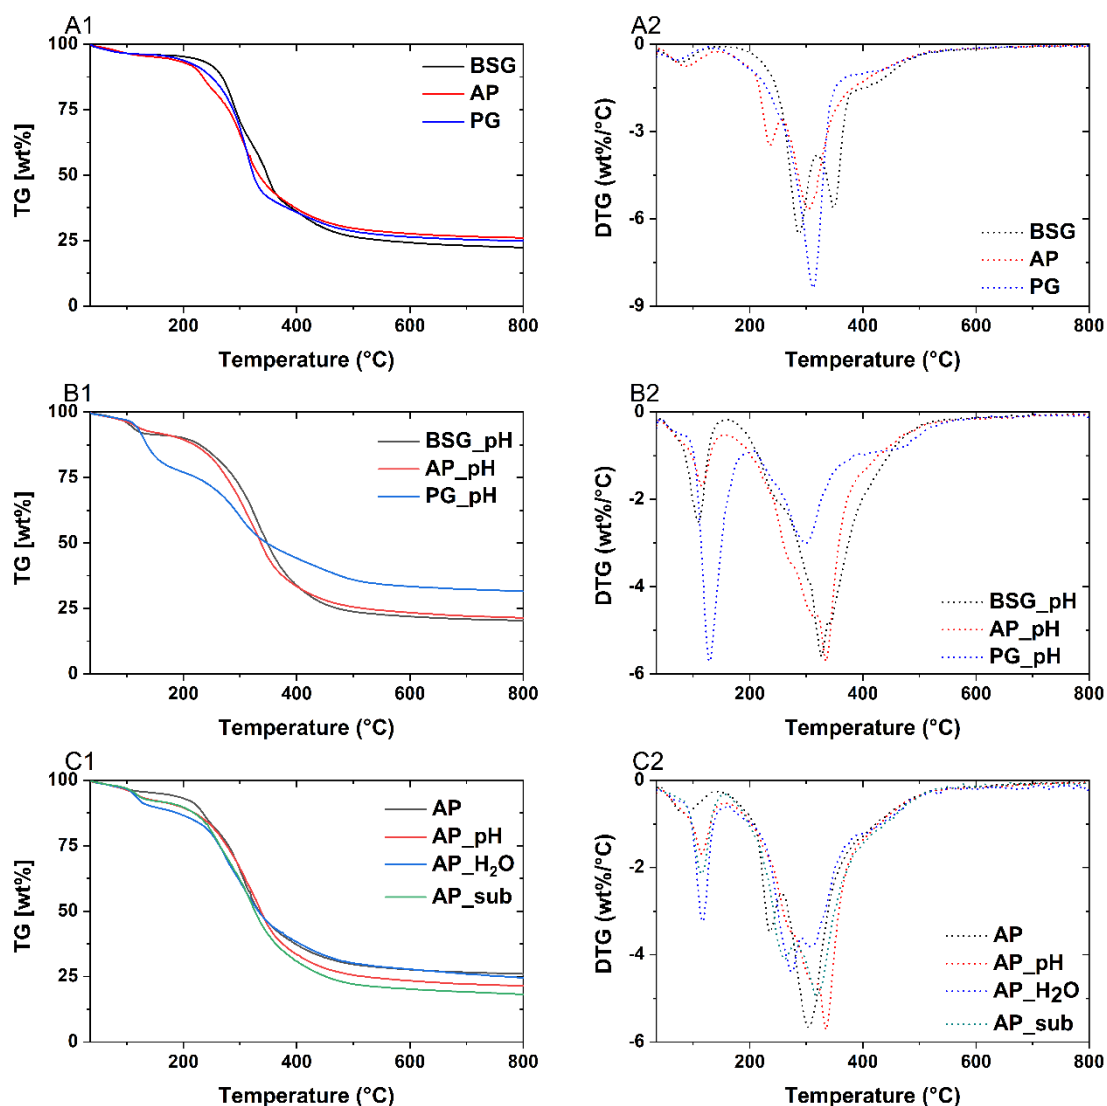 A1
TG [wt%]
100
75
50
25
0
BSG
AP
PG
200
400
600
800
Temperature (°C)
A2
DTG (wt%/°C)
0
-3
-6
-9
BSG
AP
PG
200
400
600
800
Temperature (°C)
B1
TG [wt%]
100
75
50
25
0
BSG_pH
AP_pH
PG_pH
200
400
600
800
Temperature (°C)
B2
DTG (wt%/°C)
0
-2
-4
-6
BSG_pH
AP_pH
PG_pH
200
400
600
800
Temperature (°C)
C1
TG [wt%]
100
75
50
25
0
AP
AP_pH
AP_H₂O
AP_sub
200
400
600
800
Temperature (°C)
C2
DTG (wt%/°C)
0
-2
-4
-6
AP
AP_pH
AP_H₂O
AP_sub
200
400
600
800
Temperature (°C)